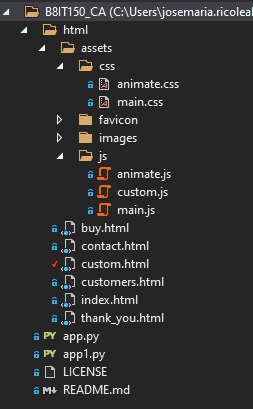 B8IT150_CA (C:\Users\josemaria.ricoleal
html
assets
css
animate.css
main.css
favicon
images
js
animate.js
custom.js
main.js
buy.html
contact.html
custom.html
customers.html
index.html
thank_you.html
PY app.py
PY app1.py
LICENSE
M↓ README.md